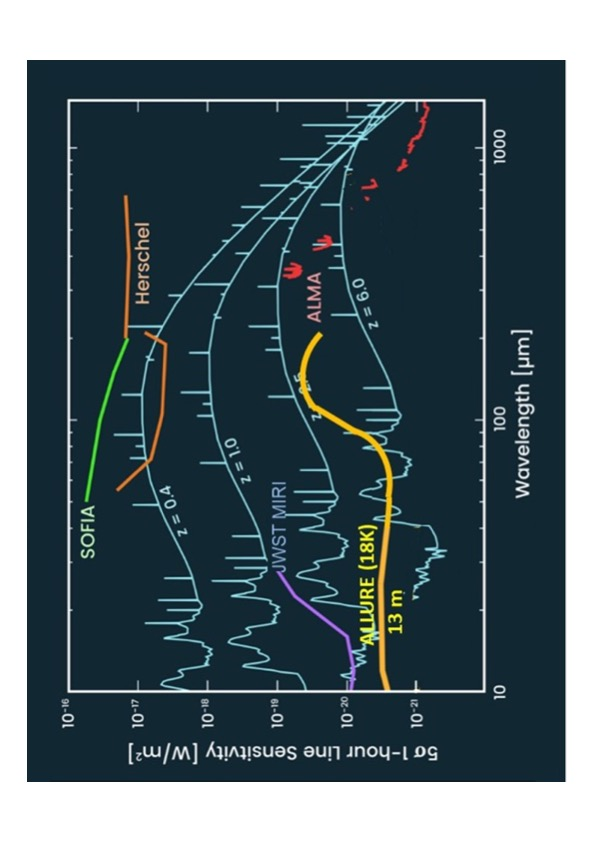 5σ 1-hour Line Sensitvity [W/m²]
10⁻¹⁶
10⁻¹⁷
10⁻¹⁸
10⁻¹⁹
10⁻²⁰
10⁻²¹
SOFIA
Herschel
z = 0.4
z = 1.0
JWST MIRI
z
ALMA
z = 6.0
ALLURE (18K)
13 m
10
100
1000
Wavelength [μm]